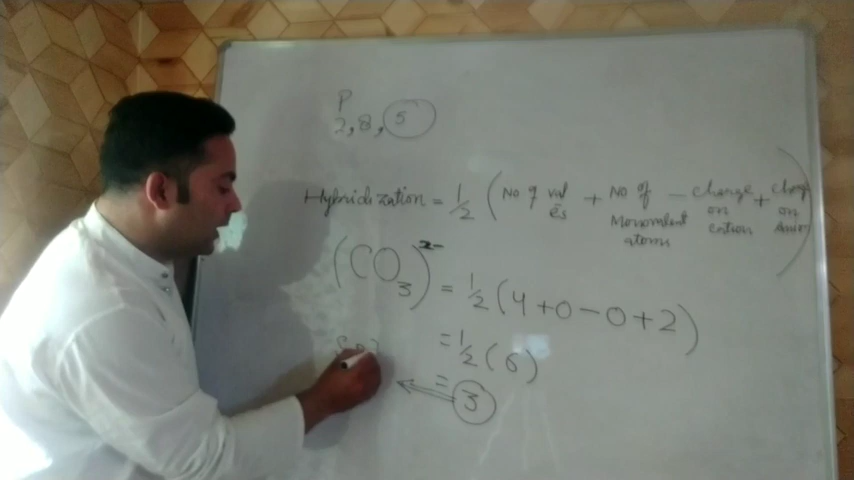 P
2, 8, 5
Hybridization = 1/2 ( No of val ēs + No of Monovalent atoms - charge on cation + charge on Anion )
(CO3)2- = 1/2 (4+0-0+2)
= 1/2 (6)
= 3